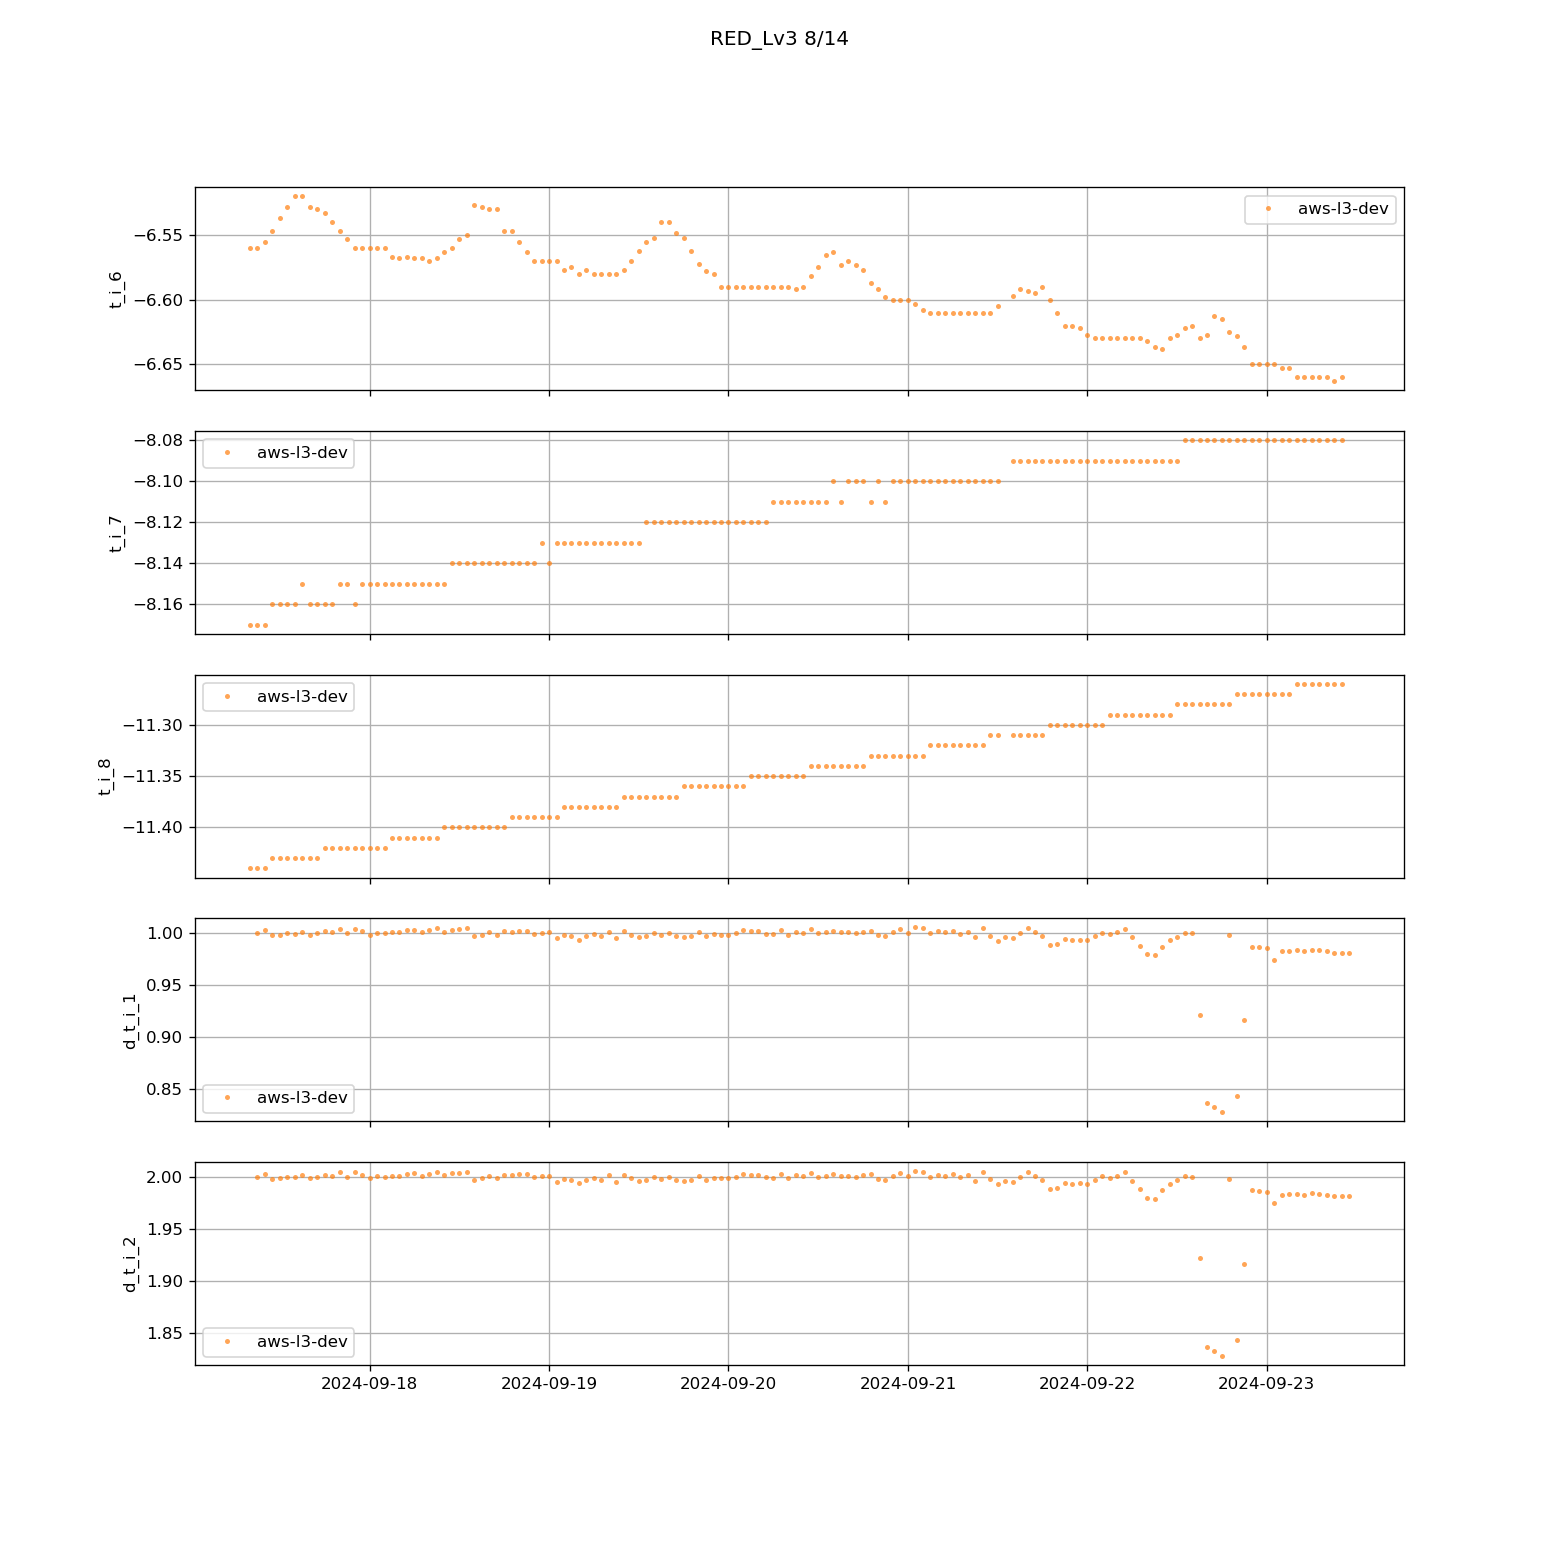 RED_Lv3 8/14
aws-l3-dev
−6.55
−6.60
−6.65
t_i_6
aws-l3-dev
−8.08
−8.10
−8.12
−8.14
−8.16
t_i_7
aws-l3-dev
−11.30
−11.35
−11.40
t_i_8
1.00
0.95
0.90
0.85
d_t_i_1
aws-l3-dev
2.00
1.95
1.90
1.85
d_t_i_2
aws-l3-dev
2024-09-18 2024-09-19 2024-09-20 2024-09-21 2024-09-22 2024-09-23